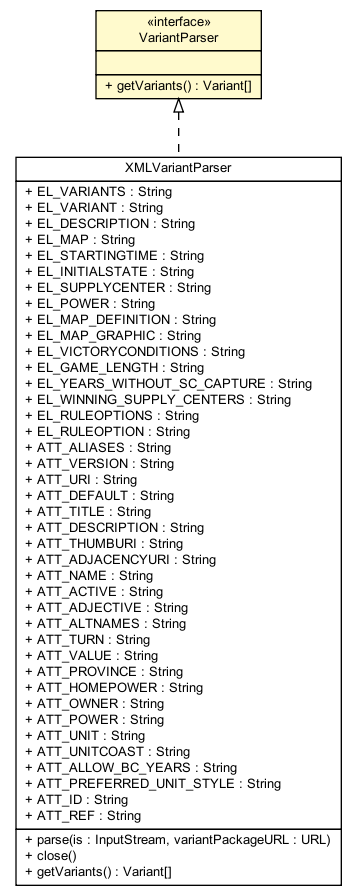 «interface»
VariantParser
+ getVariants() : Variant[]
XMLVariantParser
+ EL_VARIANTS : String
+ EL_VARIANT : String
+ EL_DESCRIPTION : String
+ EL_MAP : String
+ EL_STARTINGTIME : String
+ EL_INITIALSTATE : String
+ EL_SUPPLYCENTER : String
+ EL_POWER : String
+ EL_MAP_DEFINITION : String
+ EL_MAP_GRAPHIC : String
+ EL_VICTORYCONDITIONS : String
+ EL_GAME_LENGTH : String
+ EL_YEARS_WITHOUT_SC_CAPTURE : String
+ EL_WINNING_SUPPLY_CENTERS : String
+ EL_RULEOPTIONS : String
+ EL_RULEOPTION : String
+ ATT_ALIASES : String
+ ATT_VERSION : String
+ ATT_URI : String
+ ATT_DEFAULT : String
+ ATT_TITLE : String
+ ATT_DESCRIPTION : String
+ ATT_THUMBURI : String
+ ATT_ADJACENCYURI : String
+ ATT_NAME : String
+ ATT_ACTIVE : String
+ ATT_ADJECTIVE : String
+ ATT_ALTNAMES : String
+ ATT_TURN : String
+ ATT_VALUE : String
+ ATT_PROVINCE : String
+ ATT_HOMEPOWER : String
+ ATT_OWNER : String
+ ATT_POWER : String
+ ATT_UNIT : String
+ ATT_UNITCOAST : String
+ ATT_ALLOW_BC_YEARS : String
+ ATT_PREFERRED_UNIT_STYLE : String
+ ATT_ID : String
+ ATT_REF : String
+ parse(is : InputStream, variantPackageURL : URL)
+ close()
+ getVariants() : Variant[]